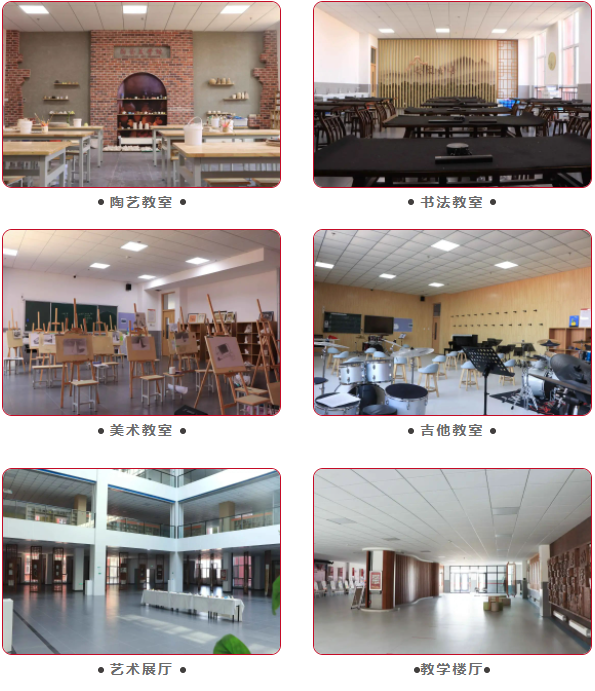 • 陶艺教室 •
• 书法教室 •
• 美术教室 •
• 吉他教室 •
• 艺术展厅 •
•教学楼厅•